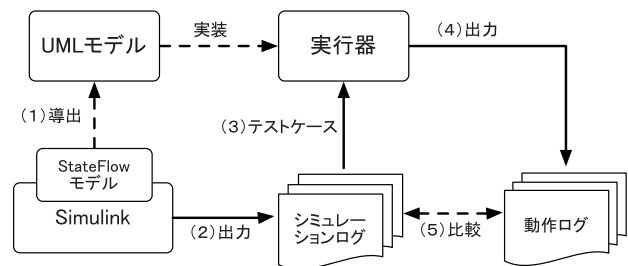 UMLモデル
実装
実行器
(4)出力
(1)導出
(3)テストケース
StateFlow
モデル
Simulink
(2)出力
シミュレー
ションログ
(5)比較
動作ログ